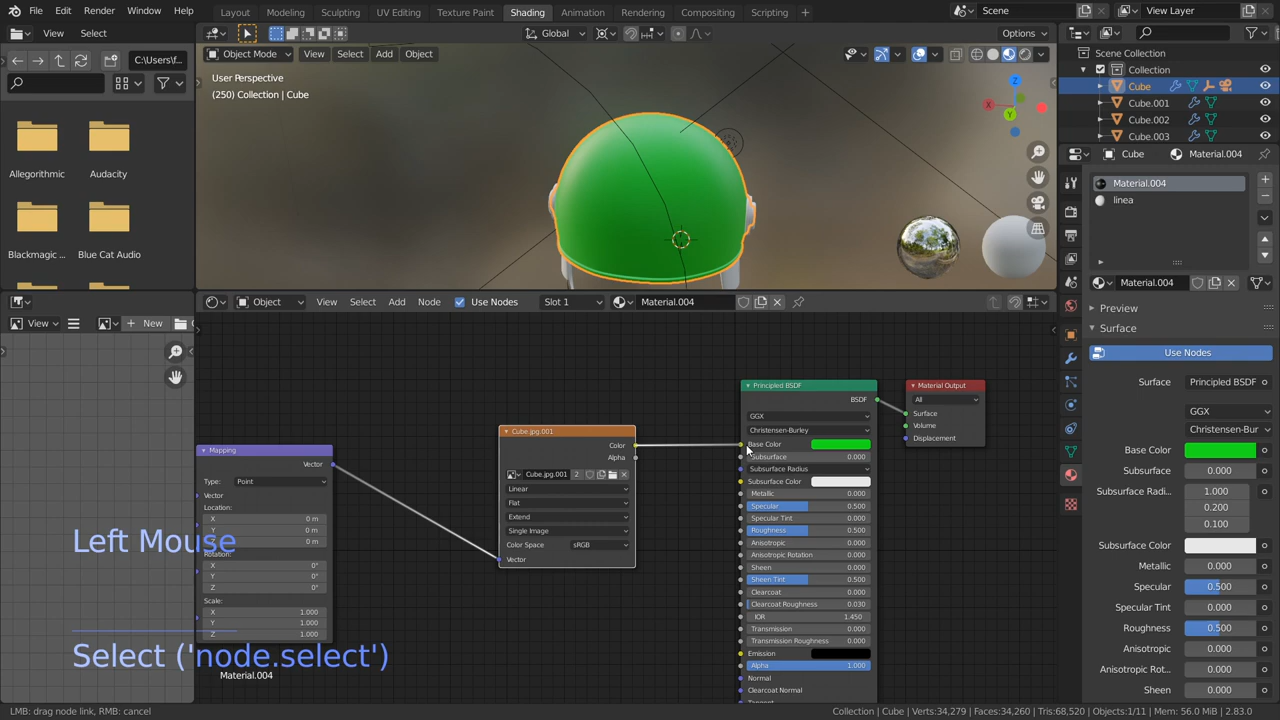 File Edit Render Window Help Layout Modeling Sculpting UV Editing Texture Paint Shading Animation Rendering Compositing Scripting Scene View Layer
View Select Global Options
C:\Users\f... Object Mode View Select Add Object
User Perspective
(250) Collection | Cube
X Y Z
Allegorithmic Audacity
Blackmagic ... Blue Cat Audio
Scene Collection
Collection
Cube
Cube.001
Cube.002
Cube.003
Cube Material.004
Material.004
linea
Material.004
Preview
Surface
Use Nodes
Surface Principled BSDF
GGX
Christensen-Bur
Base Color
Subsurface 0.000
Subsurface Radi... 1.000
0.200
0.100
Subsurface Color
Metallic 0.000
Specular 0.500
Specular Tint 0.000
Roughness 0.500
Anisotropic 0.000
Anisotropic Rot... 0.000
Sheen 0.000
Object View Select Add Node Use Nodes Slot 1 Material.004
View New
Mapping
Vector
Type: Point
Vector
Location:
X 0 m
Y 0 m
Z 0 m
Rotation:
X 0°
Y 0°
Z 0°
Scale:
X 1.000
Y 1.000
Z 1.000
Cube.jpg.001
Color
Alpha
Cube.jpg.001 2
Linear
Flat
Extend
Single Image
Color Space sRGB
Vector
Principled BSDF
BSDF
GGX
Christensen-Burley
Base Color
Subsurface 0.000
Subsurface Radius
Subsurface Color
Metallic 0.000
Specular 0.500
Specular Tint 0.000
Roughness 0.500
Anisotropic 0.000
Anisotropic Rotation 0.000
Sheen 0.000
Sheen Tint 0.500
Clearcoat 0.000
Clearcoat Roughness 0.030
IOR 1.450
Transmission 0.000
Transmission Roughness 0.000
Emission
Alpha 1.000
Normal
Clearcoat Normal
Material Output
All
Surface
Volume
Displacement
Left Mouse
Select ('node.select')
Material.004
LMB: drag node link, RMB: cancel
Collection | Cube | Verts:34,279 | Faces:34,260 | Tris:68,520 | Objects:1/11 | Mem: 56.0 MiB | 2.83.0